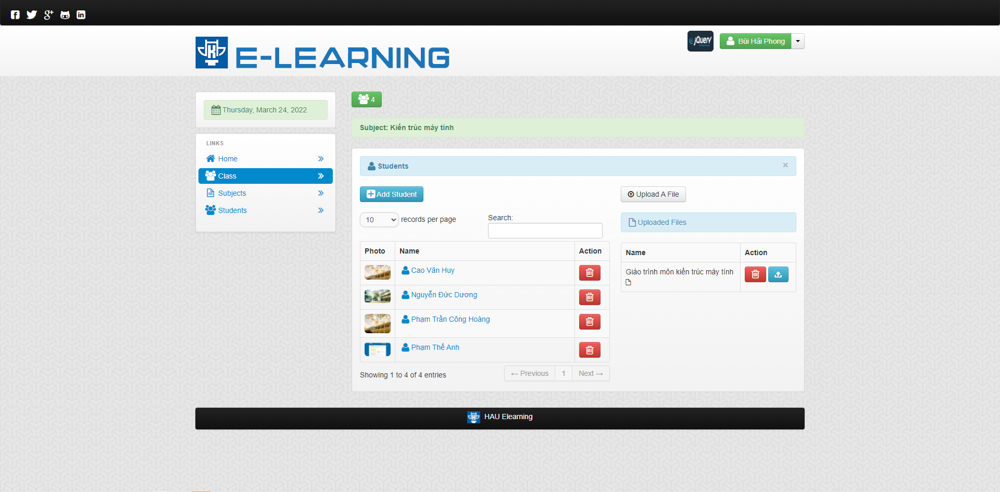 jQuery
Bùi Hải Phong
E-LEARNING
Thursday, March 24, 2022
4
Subject: Kiến trúc máy tính
LINKS
Home
Class
Subjects
Students
Students
×
Add Student
Upload A File
10
records per page
Search:
Uploaded Files
Photo Name Action
Cao Văn Huy
Nguyễn Đức Dương
Phạm Trần Công Hoàng
Phạm Thế Anh
Name Action
Giáo trình môn kiến trúc máy tính
Showing 1 to 4 of 4 entries
← Previous 1 Next →
HAU Elearning